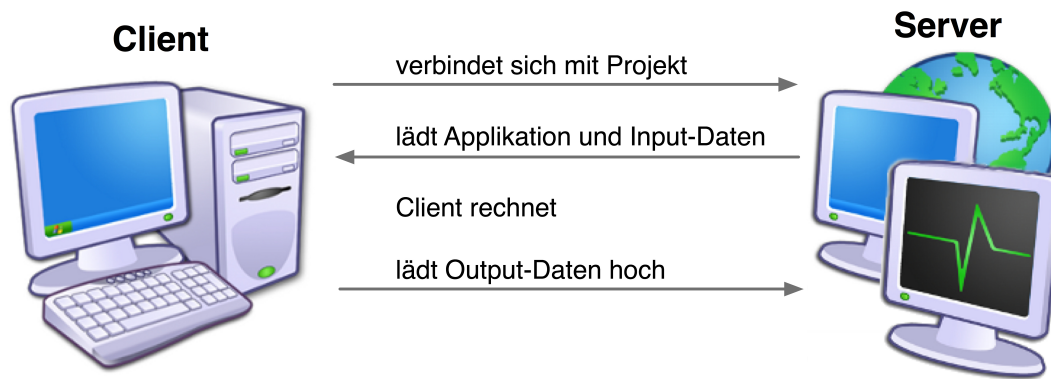 Client
Server
verbindet sich mit Projekt
lädt Applikation und Input-Daten
Client rechnet
lädt Output-Daten hoch